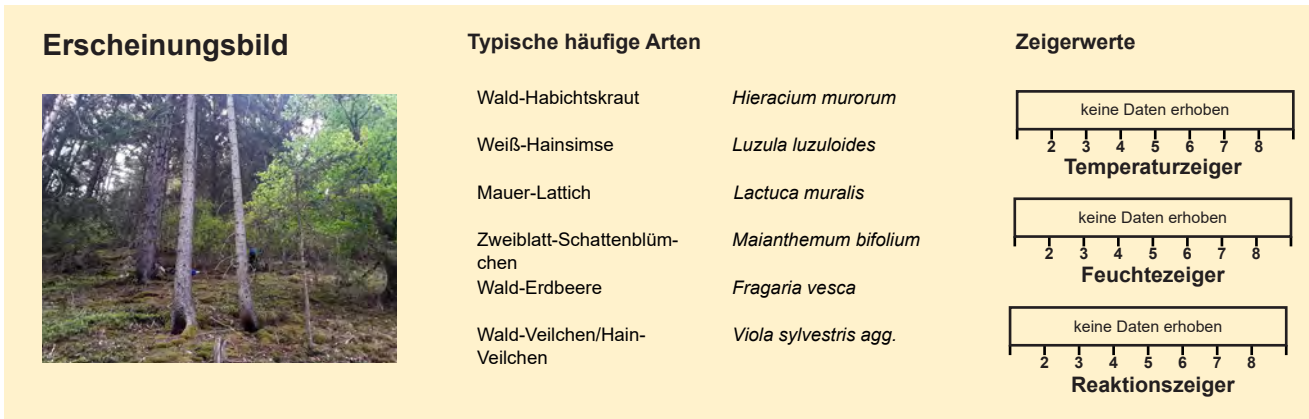 Erscheinungsbild
Typische häufige Arten
Wald-Habichtskraut Hieracium murorum
Weiß-Hainsimse Luzula luzuloides
Mauer-Lattich Lactuca muralis
Zweiblatt-Schattenblüm- Maianthemum bifolium
chen
Wald-Erdbeere Fragaria vesca
Wald-Veilchen/Hain- Viola sylvestris agg.
Veilchen
Zeigerwerte
keine Daten erhoben
2 3 4 5 6 7 8
Temperaturzeiger
keine Daten erhoben
2 3 4 5 6 7 8
Feuchtezeiger
keine Daten erhoben
2 3 4 5 6 7 8
Reaktionszeiger